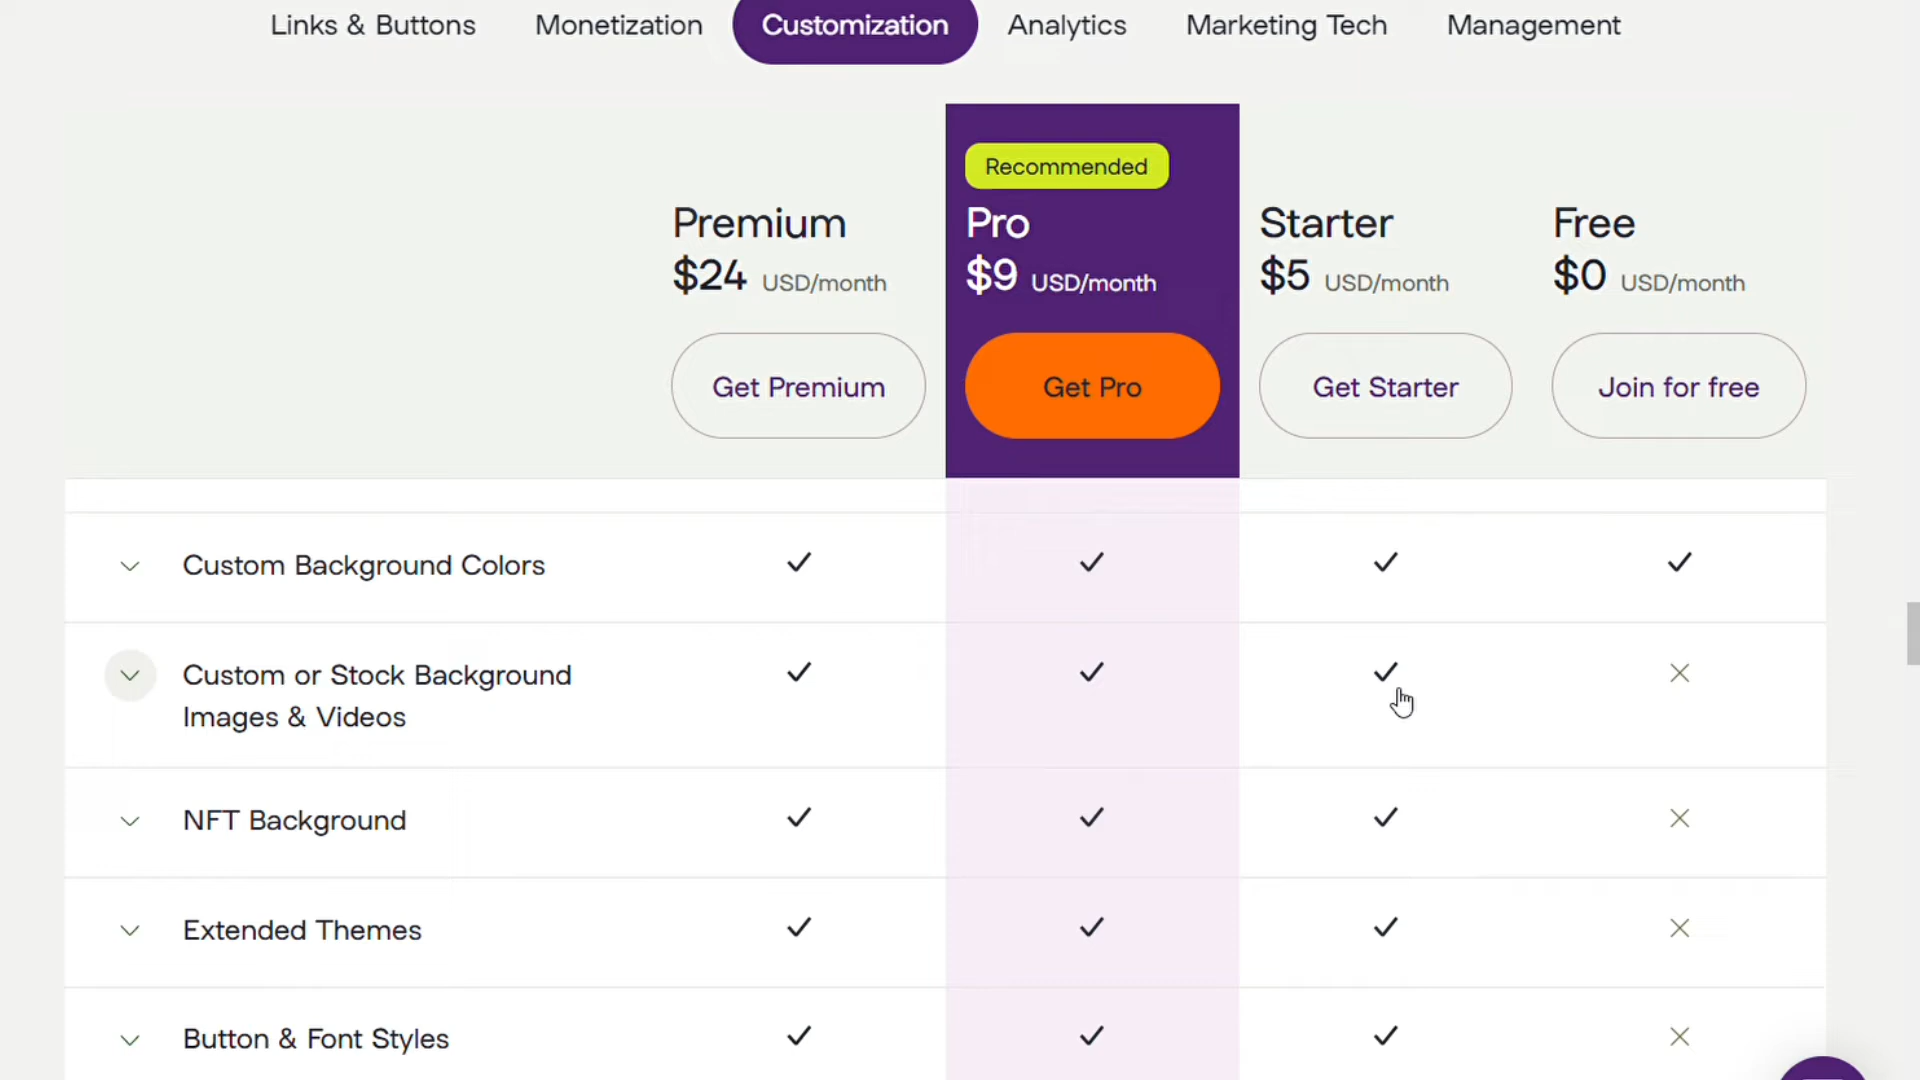 Links & Buttons
Monetization
Customization
Analytics
Marketing Tech
Management
Recommended
Premium
Pro
Starter
Free
$24 USD/month
$9 USD/month
$5 USD/month
$0 USD/month
Get Premium
Get Pro
Get Starter
Join for free
Custom Background Colors
Custom or Stock Background
Images & Videos
NFT Background
Extended Themes
Button & Font Styles